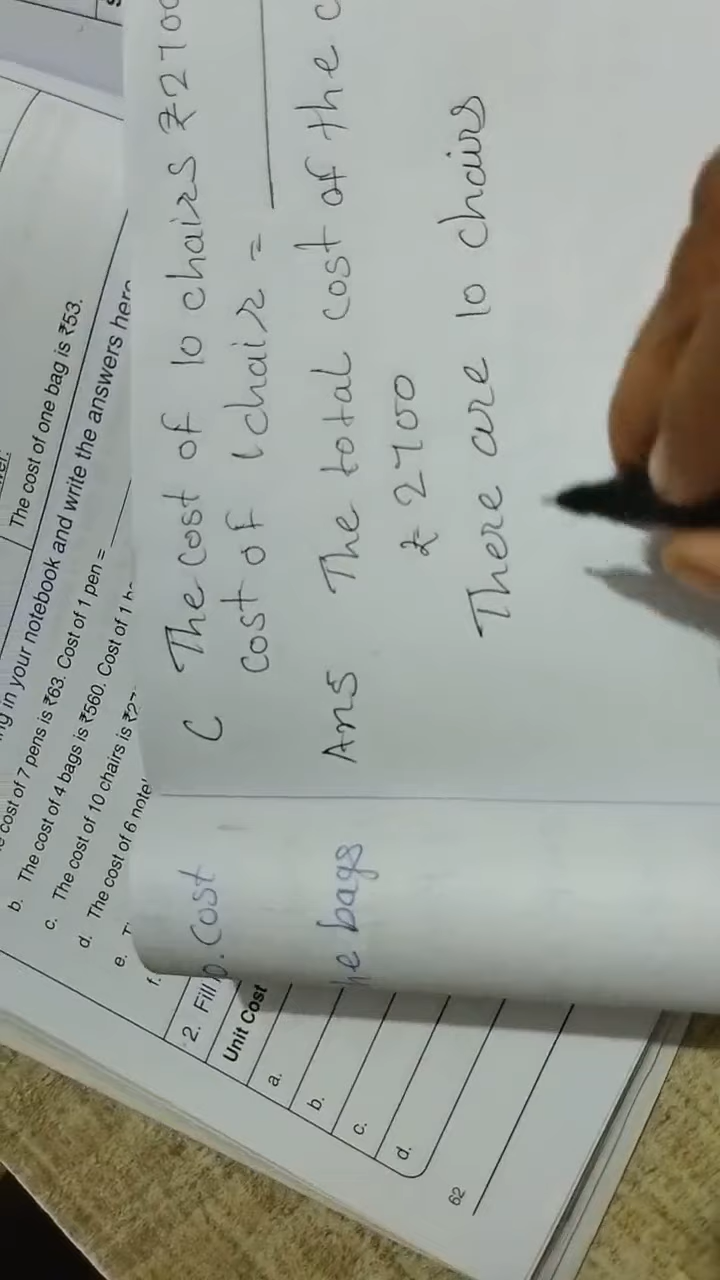 The cost of one bag is ₹53.
in your notebook and write the answers here
cost of 7 pens is ₹63. Cost of 1 pen =
b. The cost of 4 bags is ₹560. Cost of 1
c. The cost of 10 chairs is
d. The cost of 6
e.
f.
2. Fill
Unit Cost
a.
b.
c.
d.
62
Cost
bags
C The cost of 10 chairs ₹2700
cost of 1 chair =
Ans The total cost of the
₹ 2700
There are 10 chairs